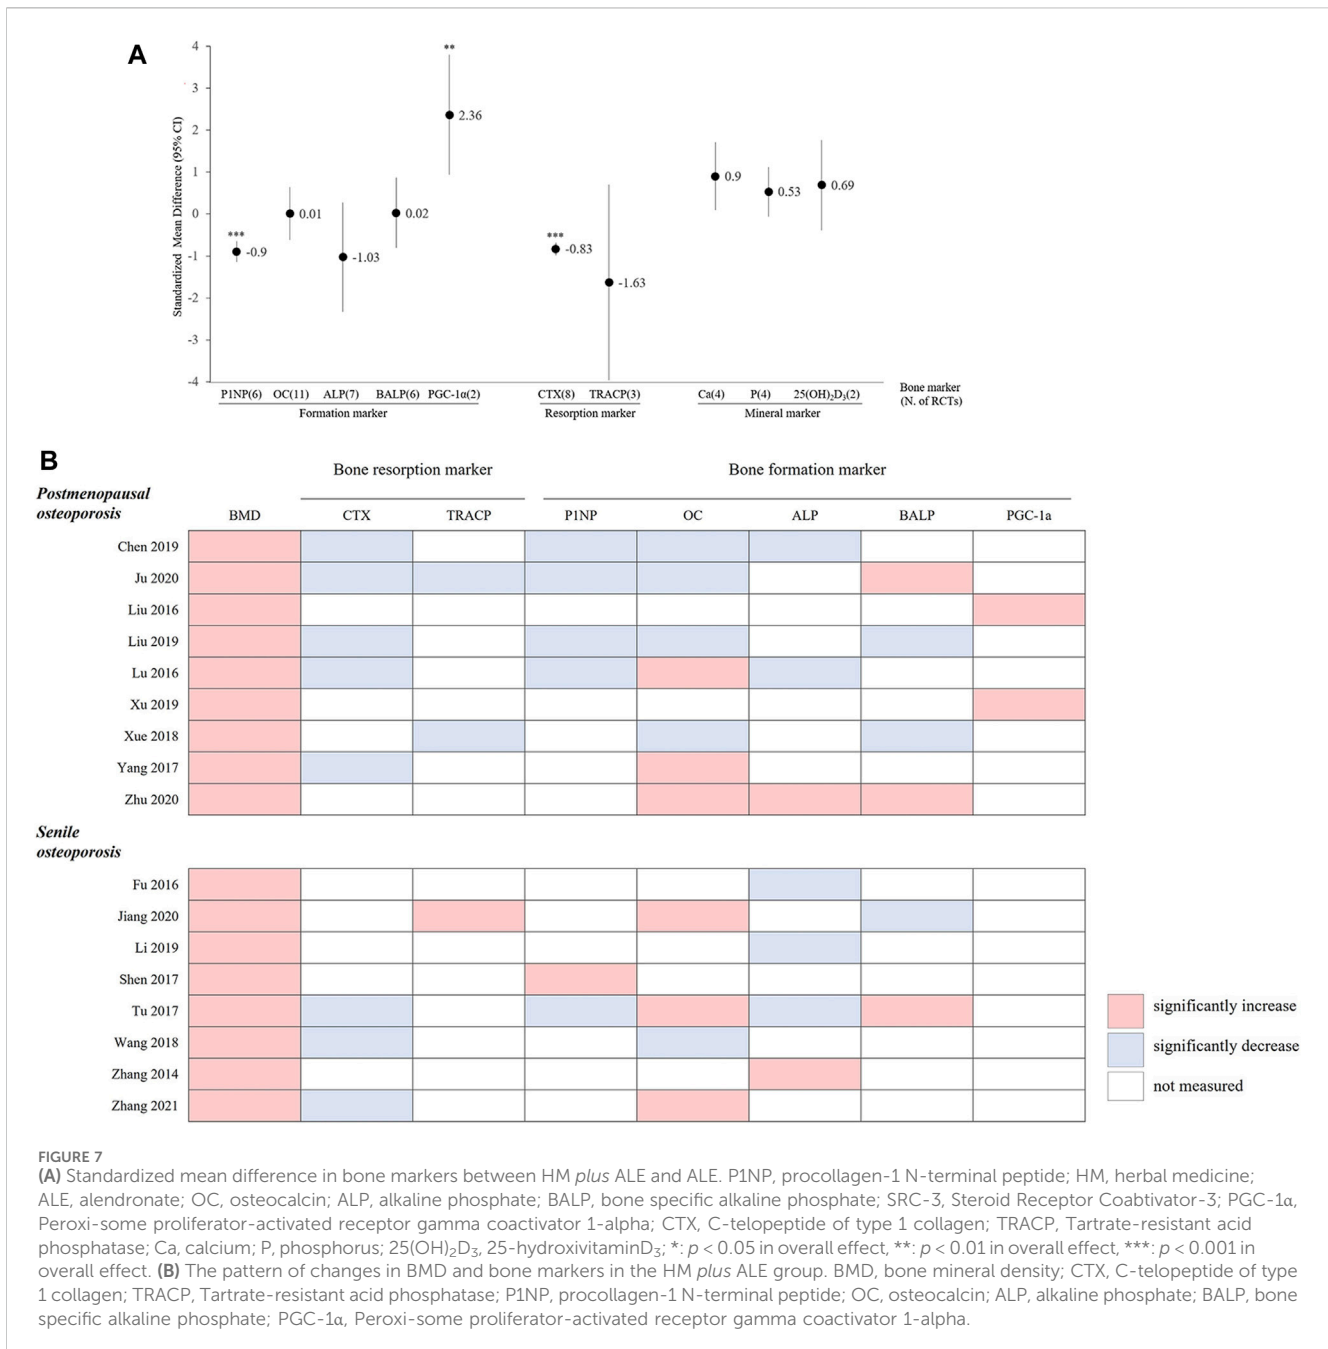 A
Standardized Mean Difference (95% CI)
4
3
2
1
0
-1
-2
-3
-4
***
-0.9
0.01
-1.03
0.02
**
2.36
***
-0.83
-1.63
0.9
0.53
0.69
P1NP(6) OC(11) ALP(7) BALP(6) PGC-1α(2) CTX(8) TRACP(3) Ca(4) P(4) 25(OH)₂D₃(2)
Formation marker Resorption marker Mineral marker
Bone marker
(N. of RCTs)
B
Bone resorption marker Bone formation marker
Postmenopausal
osteoporosis
BMD CTX TRACP P1NP OC ALP BALP PGC-1a
Chen 2019
Ju 2020
Liu 2016
Liu 2019
Lu 2016
Xu 2019
Xue 2018
Yang 2017
Zhu 2020
Senile
osteoporosis
Fu 2016
Jiang 2020
Li 2019
Shen 2017
Tu 2017
Wang 2018
Zhang 2014
Zhang 2021
significantly increase
significantly decrease
not measured
FIGURE 7
(A) Standardized mean difference in bone markers between HM plus ALE and ALE. P1NP, procollagen-1 N-terminal peptide; HM, herbal medicine;
ALE, alendronate; OC, osteocalcin; ALP, alkaline phosphate; BALP, bone specific alkaline phosphate; SRC-3, Steroid Receptor Coabtivator-3; PGC-1α,
Peroxi-some proliferator-activated receptor gamma coactivator 1-alpha; CTX, C-telopeptide of type 1 collagen; TRACP, Tartrate-resistant acid
phosphatase; Ca, calcium; P, phosphorus; 25(OH)₂D₃, 25-hydroxivitaminD₃; *: p < 0.05 in overall effect, **: p < 0.01 in overall effect, ***: p < 0.001 in
overall effect. (B) The pattern of changes in BMD and bone markers in the HM plus ALE group. BMD, bone mineral density; CTX, C-telopeptide of type
1 collagen; TRACP, Tartrate-resistant acid phosphatase; P1NP, procollagen-1 N-terminal peptide; OC, osteocalcin; ALP, alkaline phosphate; BALP, bone
specific alkaline phosphate; PGC-1α, Peroxi-some proliferator-activated receptor gamma coactivator 1-alpha.